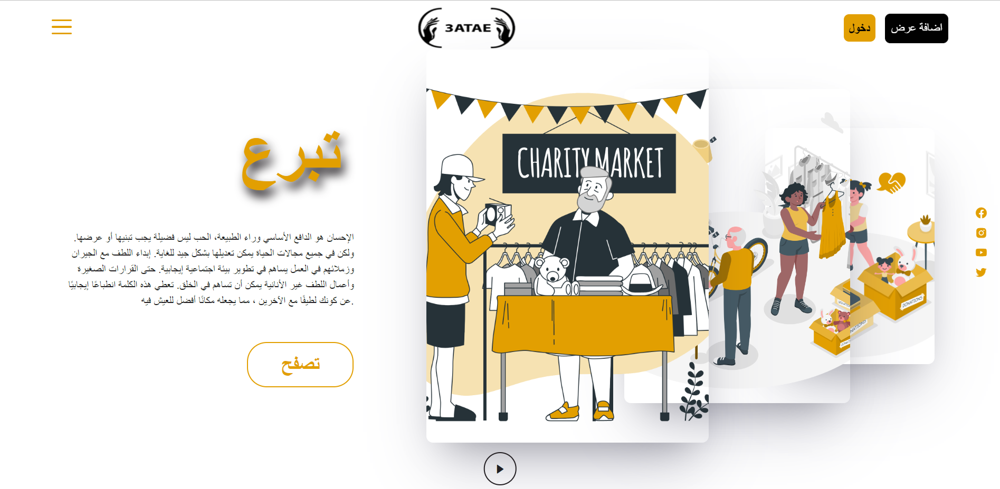 3ATAE
دخول
اضافة عرض
CHARITY MARKET
تبرع
الإحسان هو الدافع الأساسي وراء الطبيعة، الحب ليس فضيلة يجب تبنيها أو عرضها.
ولكن في جميع مجالات الحياة يمكن تعديلها بشكل جيد للغاية. إبداء اللطف مع الجيران
وزملائهم في العمل يساهم في تطوير بيئة اجتماعية إيجابية. حتى القرارات الصغيرة
وأعمال اللطف غير الأنانية يمكن أن تساهم في الخلق. تعطي هذه الكلمة انطباعًا إيجابيًا
.عن كونك لطيفًا مع الآخرين ، مما يجعله مكانًا أفضل للعيش فيه
تصفح
DONATIONS